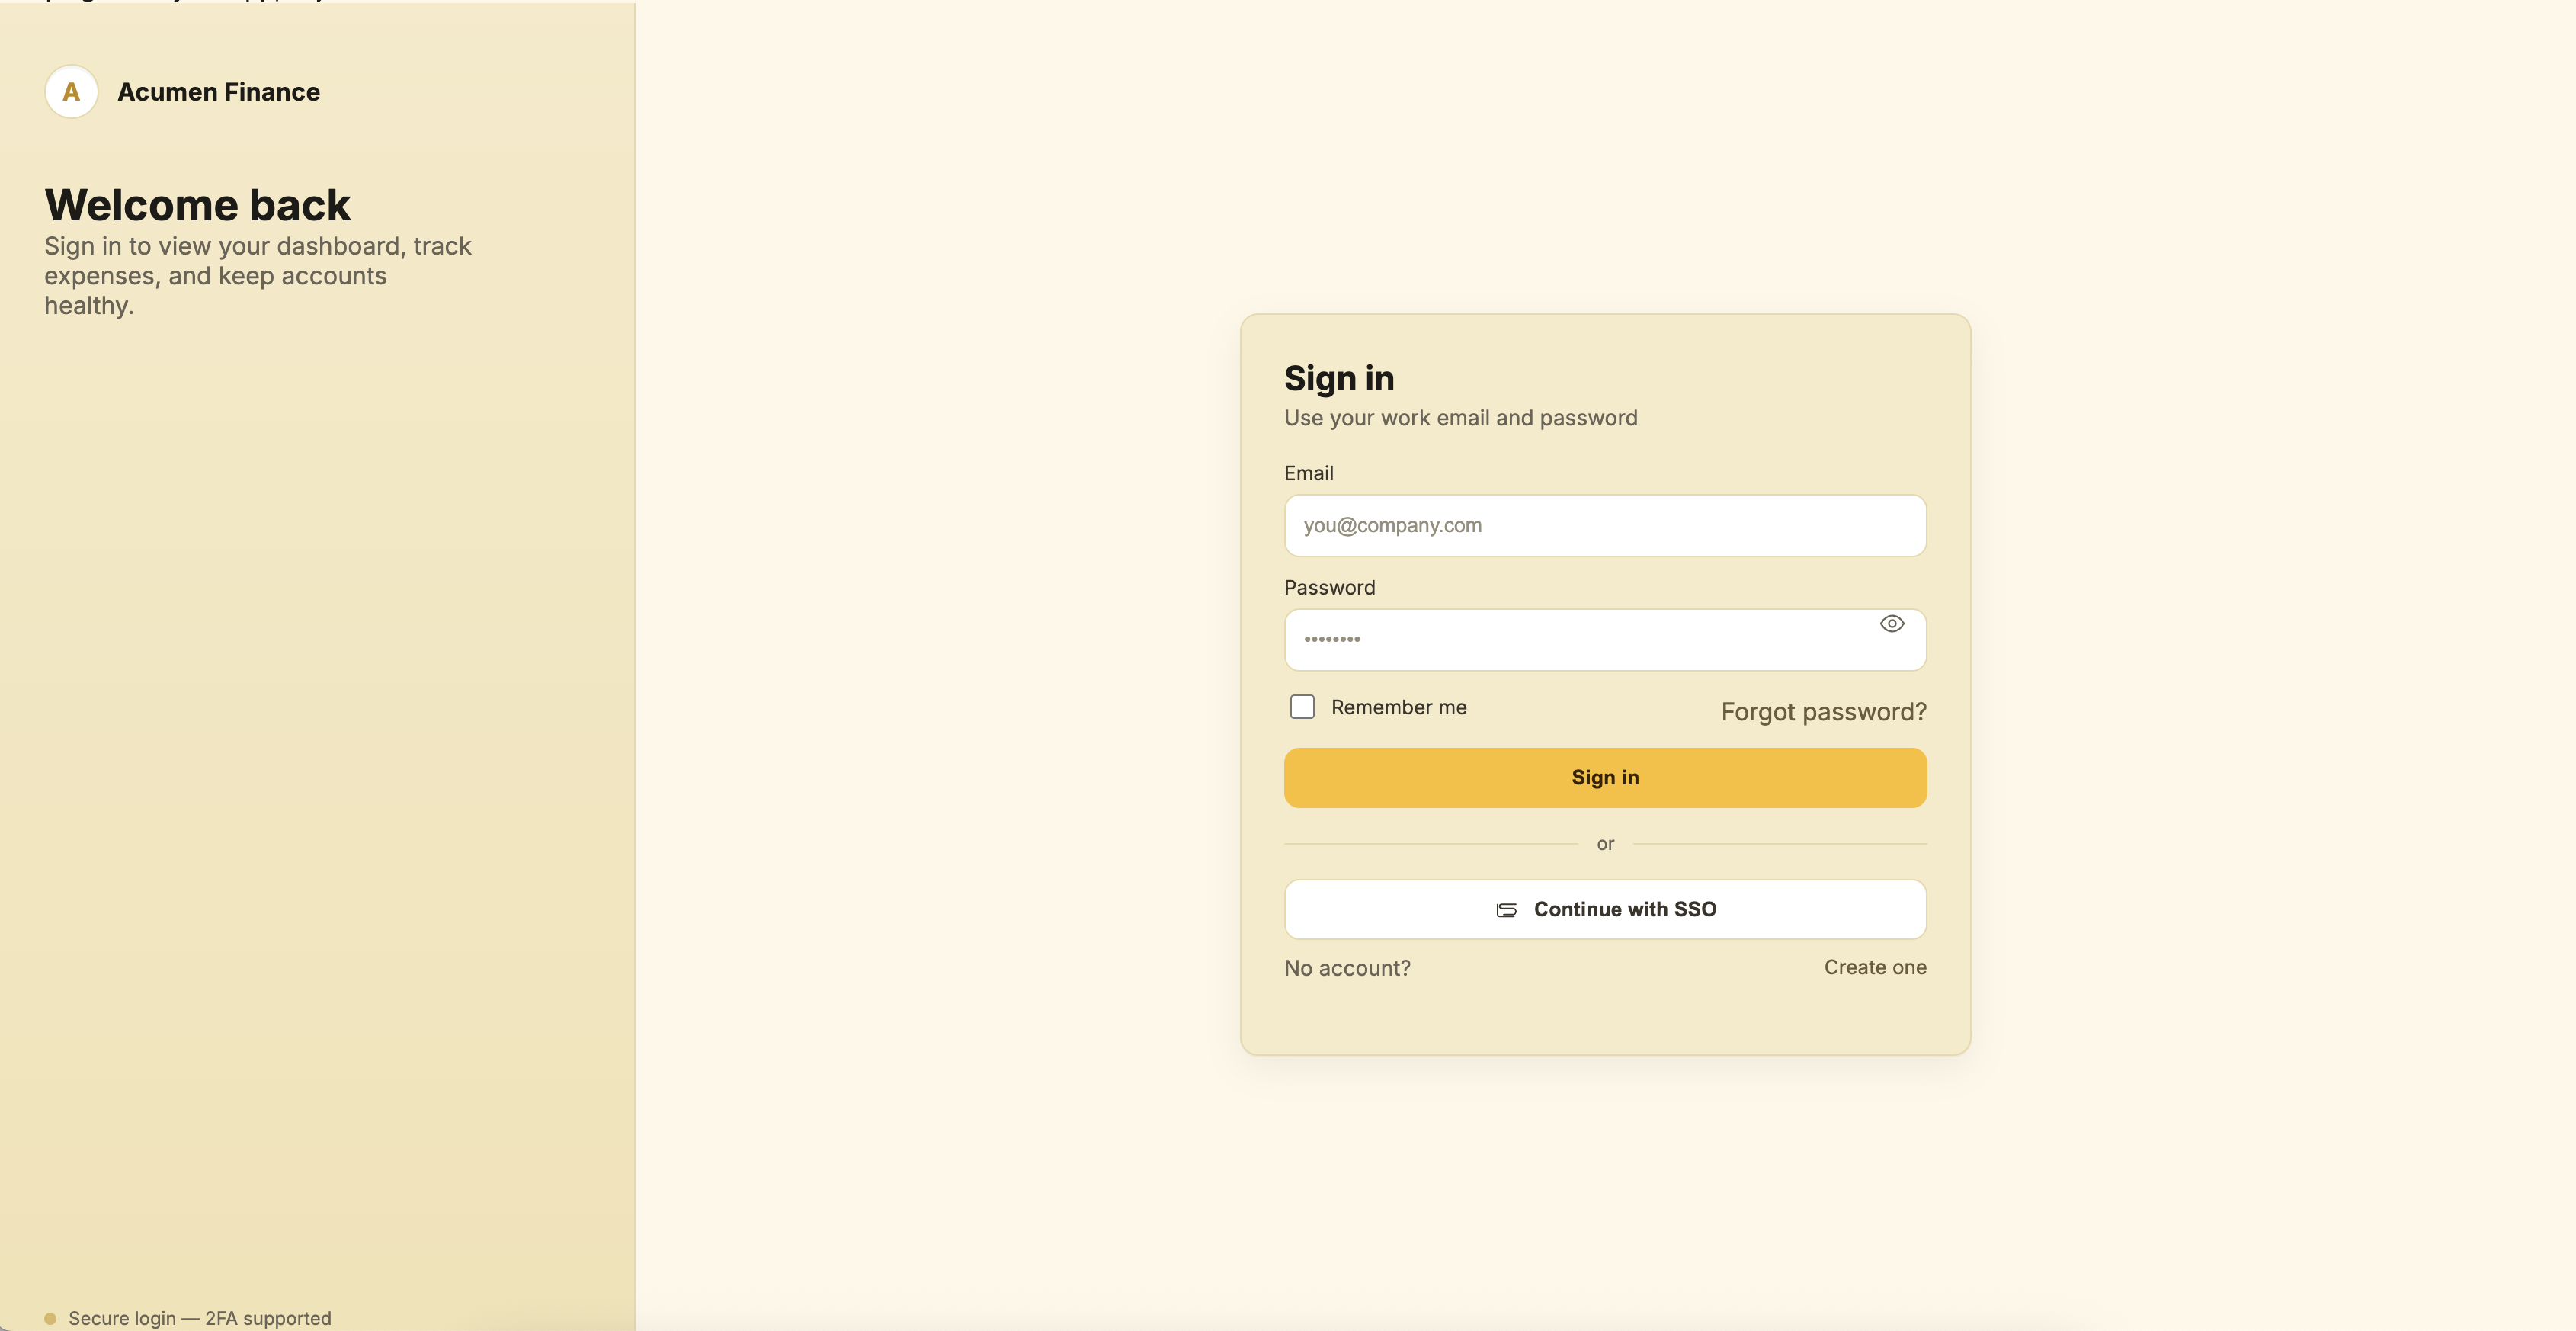 A
Acumen Finance
Welcome back
Sign in to view your dashboard, track
expenses, and keep accounts
healthy.
Secure login — 2FA supported
Sign in
Use your work email and password
Email
you@company.com
Password
••••••••
Remember me
Forgot password?
Sign in
or
Continue with SSO
No account?
Create one